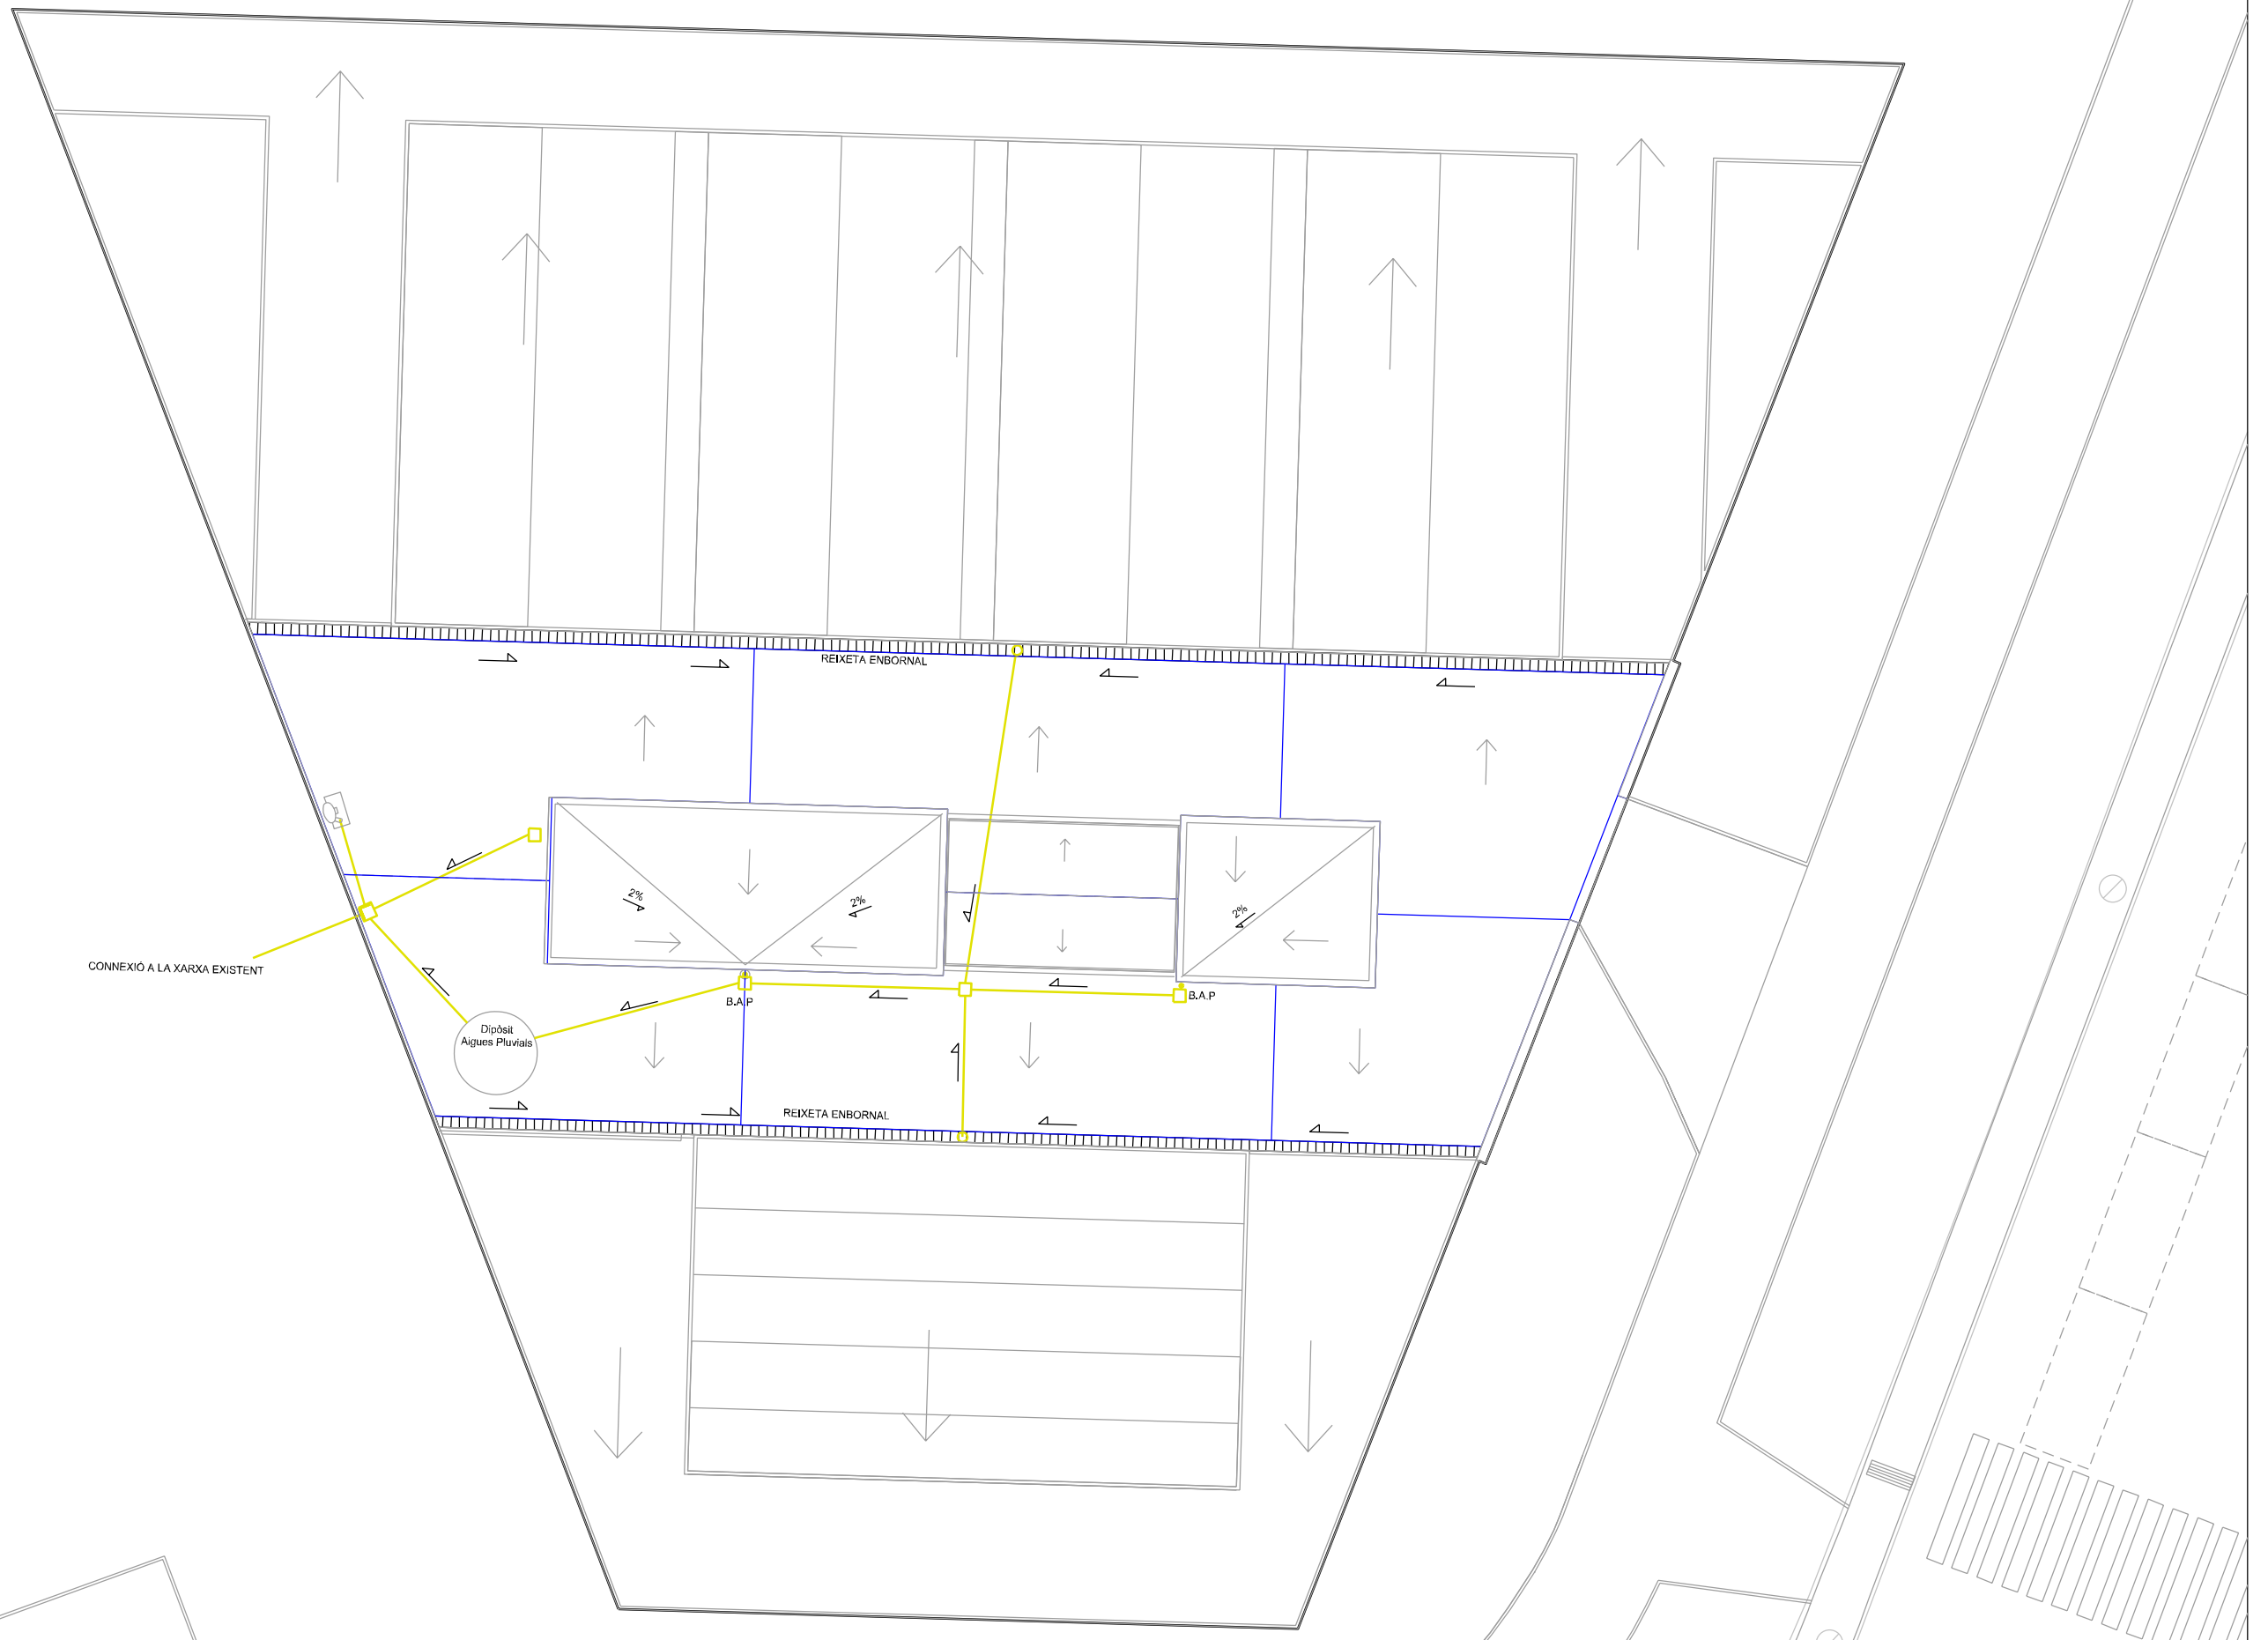 REIXETA ENBORNAL
2%
2%
2%
CONNEXIÓ A LA XARXA EXISTENT
B.A.P
B.A.P
Dipòsit
Aigues Pluvials
REIXETA ENBORNAL